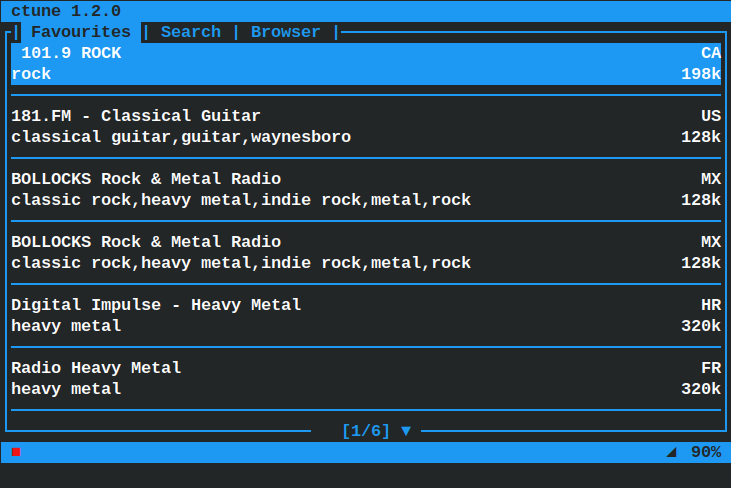 ctune 1.2.0
| Favourites | Search | Browser |
101.9 ROCK CA
rock 198k
181.FM - Classical Guitar US
classical guitar,guitar,waynesboro 128k
BOLLOCKS Rock & Metal Radio MX
classic rock,heavy metal,indie rock,metal,rock 128k
BOLLOCKS Rock & Metal Radio MX
classic rock,heavy metal,indie rock,metal,rock 128k
Digital Impulse - Heavy Metal HR
heavy metal 320k
Radio Heavy Metal FR
heavy metal 320k
[1/6] ▼
■ ◢ 90%